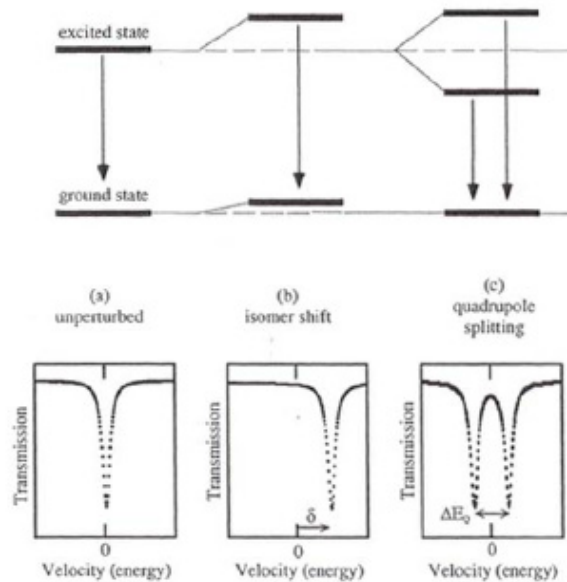 excited state
ground state
(a)
unperturbed
(b)
isomer shift
(c)
quadrupole
splitting
Transmission
0
Velocity (energy)
Transmission
δ
0
Velocity (energy)
Transmission
ΔE_Q
0
Velocity (energy)